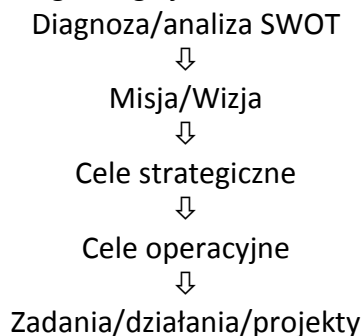 Diagnoza/analiza SWOT
⇩
Misja/Wizja
⇩
Cele strategiczne
⇩
Cele operacyjne
⇩
Zadania/działania/projekty